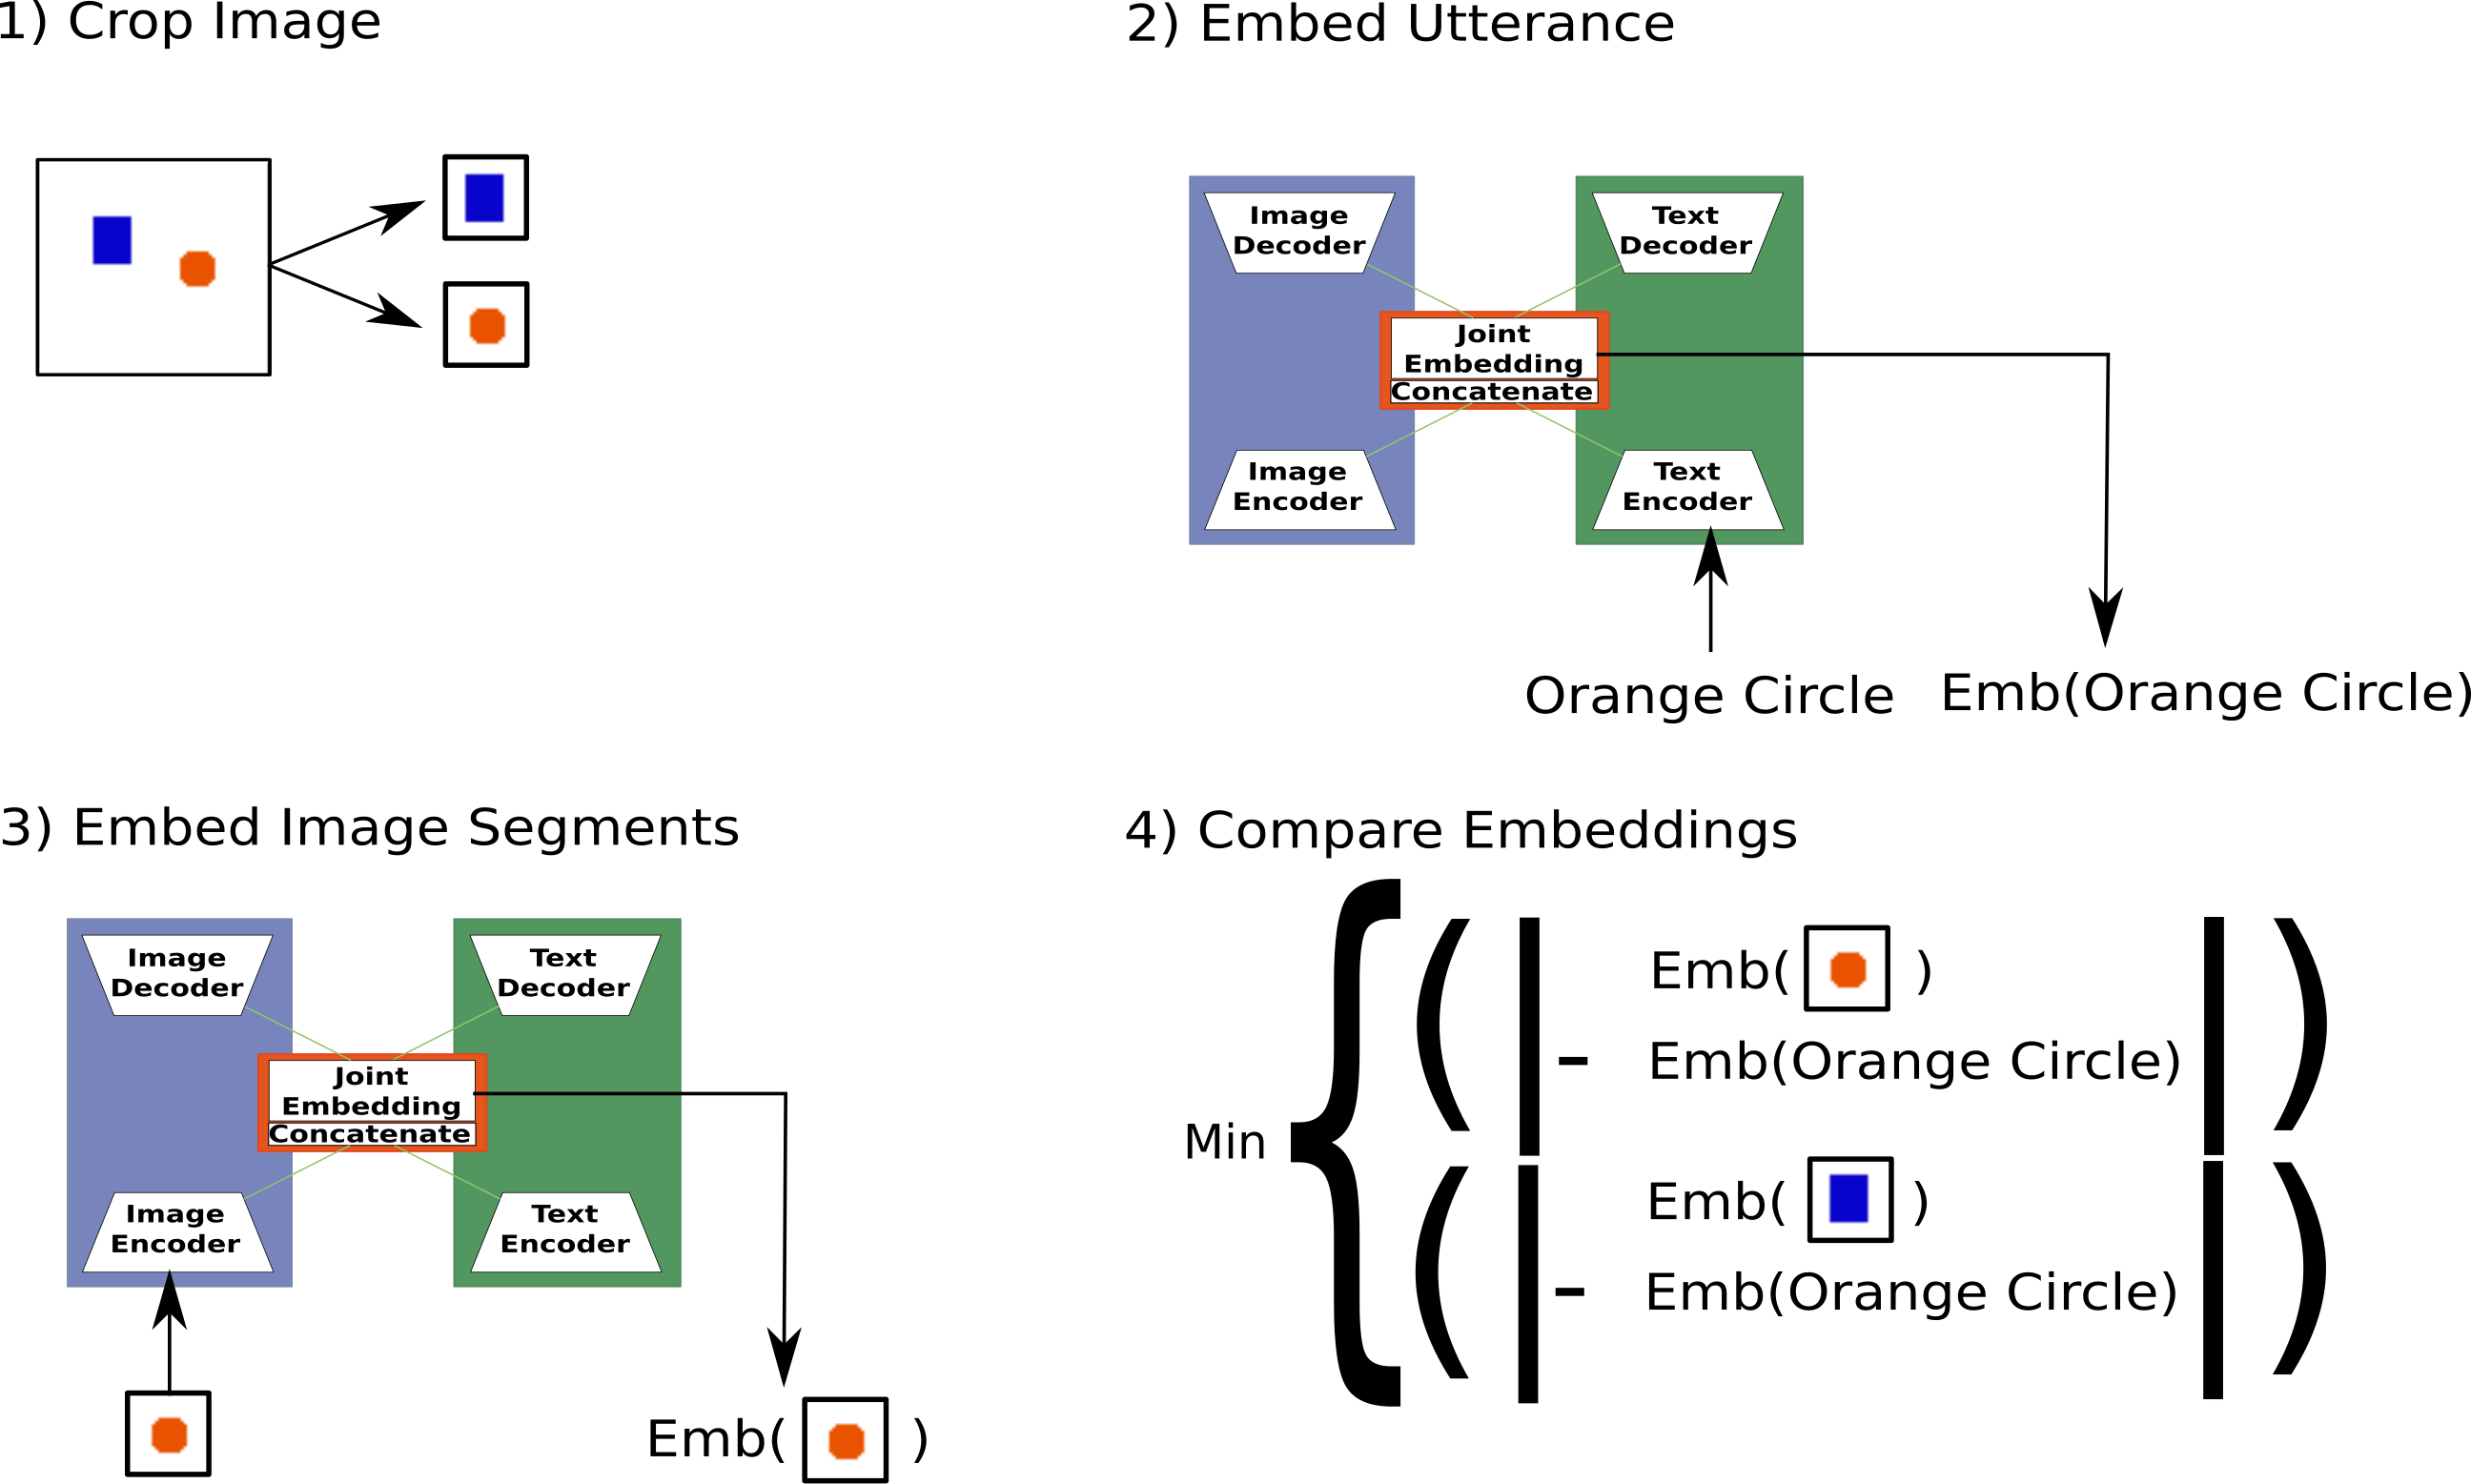 1) Crop Image
2) Embed Utterance
Image
Decoder
Text
Decoder
Joint
Embedding
Concatenate
Image
Encoder
Text
Encoder
Orange Circle
Emb(Orange Circle)
3) Embed Image Segments
Image
Decoder
Text
Decoder
Joint
Embedding
Concatenate
Image
Encoder
Text
Encoder
Emb( )
4) Compare Embeddings
Min { ( | Emb( )
- Emb(Orange Circle) | )
( | Emb( )
- Emb(Orange Circle) | )